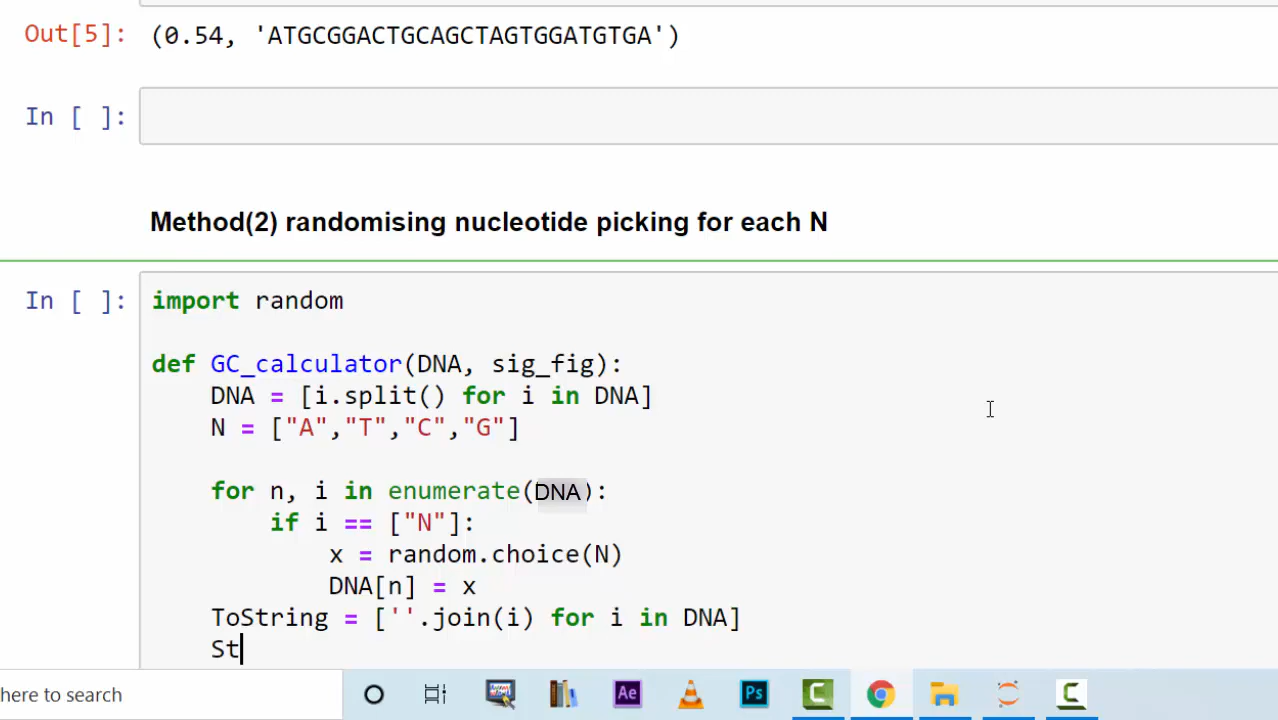 Out[5]: (0.54, 'ATGCGGACTGCAGCTAGTGGATGTGA')
In [ ]:
Method(2) randomising nucleotide picking for each N
In [ ]: import random
def GC_calculator(DNA, sig_fig):
DNA = [i.split() for i in DNA]
N = ["A","T","C","G"]
for n, i in enumerate(DNA):
if i == ["N"]:
x = random.choice(N)
DNA[n] = x
ToString = [''.join(i) for i in DNA]
St
here to search
Ae
Ps
C
C